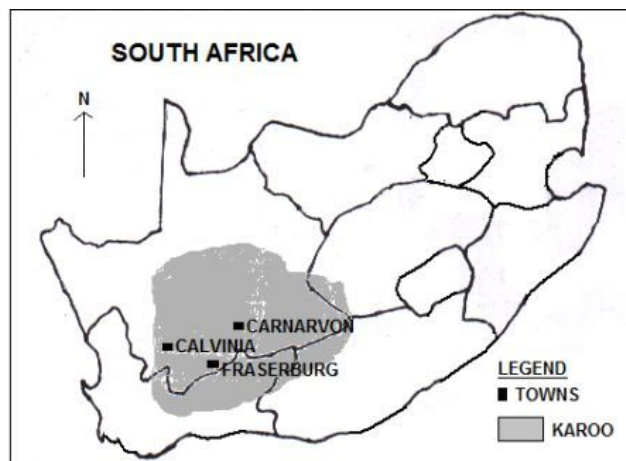 SOUTH AFRICA
N
CARNARVON
CALVINIA
FRASERBURG
LEGEND
TOWNS
KAROO